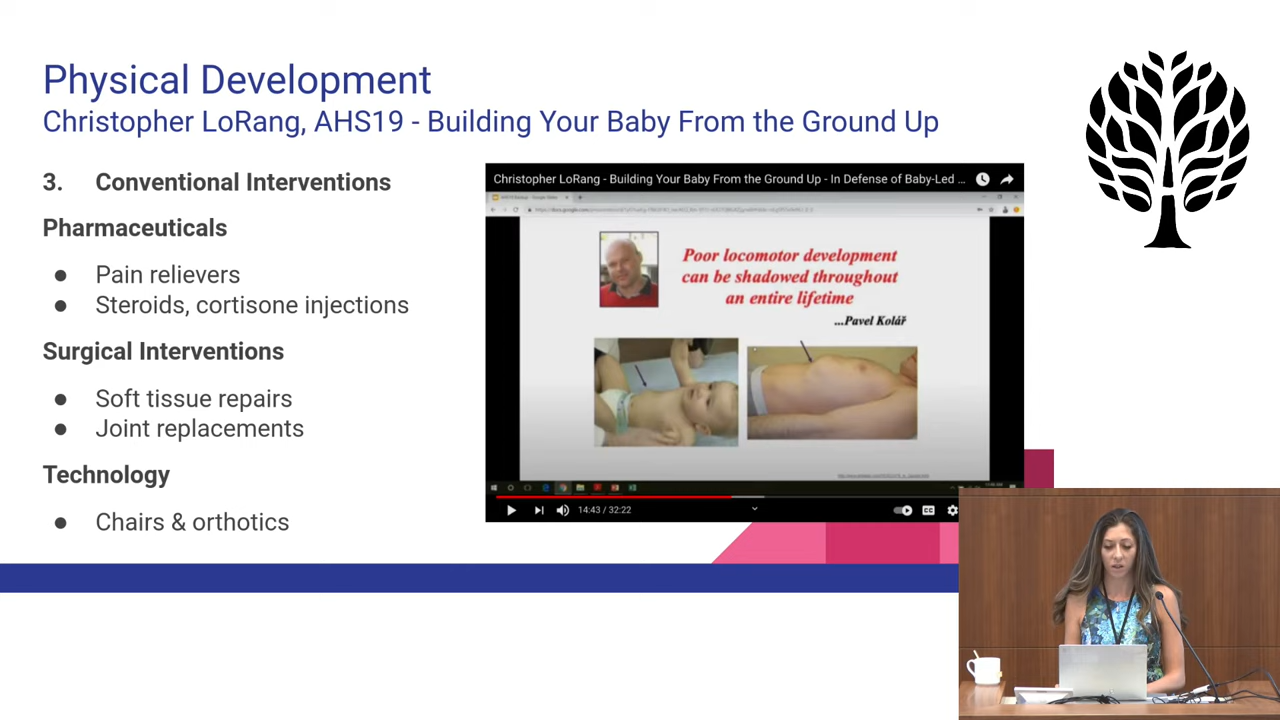 Physical Development
Christopher LoRang, AHS19 - Building Your Baby From the Ground Up
3. Conventional Interventions
Pharmaceuticals
● Pain relievers
● Steroids, cortisone injections
Surgical Interventions
● Soft tissue repairs
● Joint replacements
Technology
● Chairs & orthotics
Christopher LoRang - Building Your Baby From the Ground Up - In Defense of Baby-Led ...
Poor locomotor development
can be shadowed throughout
an entire lifetime
...Pavel Kolář
14:43 / 32:22
CC